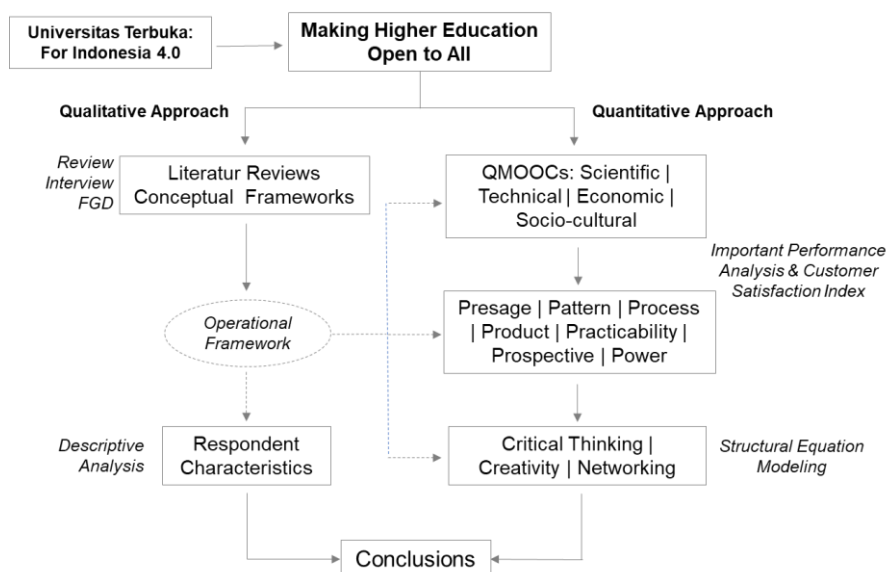 Universitas Terbuka:
For Indonesia 4.0
Making Higher Education
Open to All
Qualitative Approach
Quantitative Approach
Review
Interview
FGD
Literatur Reviews
Conceptual Frameworks
QMOOCs: Scientific |
Technical | Economic |
Socio-cultural
Important Performance
Analysis & Customer
Satisfaction Index
Operational
Framework
Presage | Pattern | Process
| Product | Practicability |
Prospective | Power
Descriptive
Analysis
Respondent
Characteristics
Critical Thinking |
Creativity | Networking
Structural Equation
Modeling
Conclusions